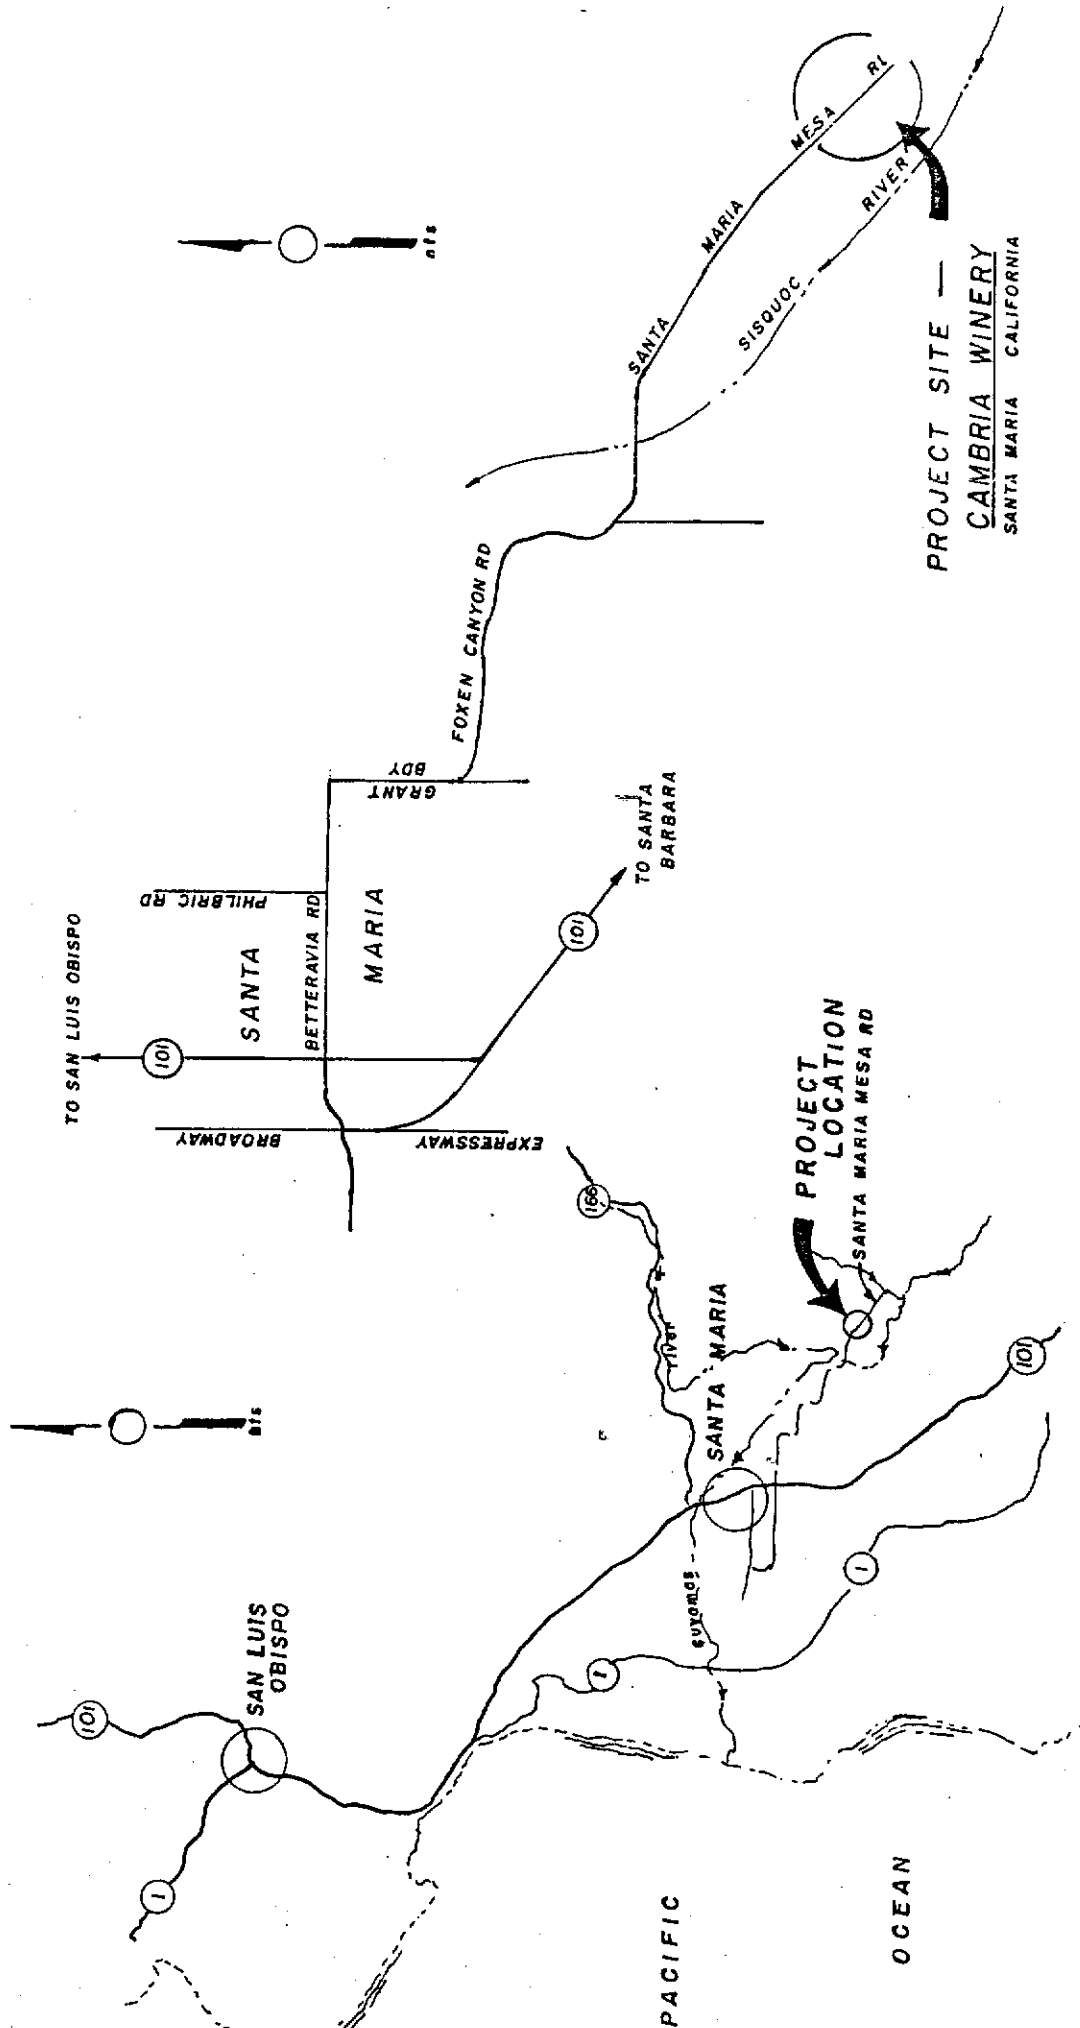 SAN LUIS
OBISPO
101
1
nts
PACIFIC
OCEAN
1
1
guyamas
river
166
SANTA MARIA
101
PROJECT
LOCATION
SANTA MARIA MESA RD
TO SAN LUIS OBISPO
101
BROADWAY
EXPRESSWAY
SANTA
BETTERAVIA RD
MARIA
PHILBRIC RD
101
TO SANTA
BARBARA
GRANT
BDY
FOXEN CANYON RD
nts
SANTA MARIA MESA RD
SISQUOC RIVER
PROJECT SITE —
CAMBRIA WINERY
SANTA MARIA CALIFORNIA